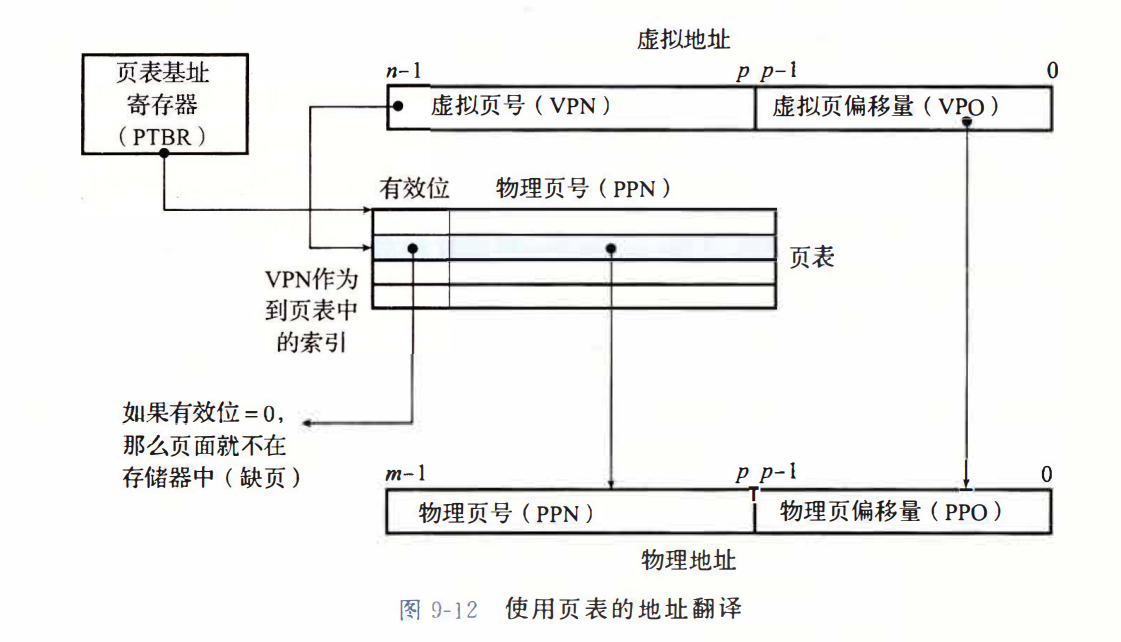 虚拟地址
页表基址
寄存器
（PTBR）
n-1
p p-1
0
虚拟页号（VPN）
虚拟页偏移量（VPO）
有效位
物理页号（PPN）
页表
VPN作为
到页表中
的索引
如果有效位=0，
那么页面就不在
存储器中（缺页）
m-1
p p-1
0
物理页号（PPN）
物理页偏移量（PPO）
物理地址
图 9-12 使用页表的地址翻译